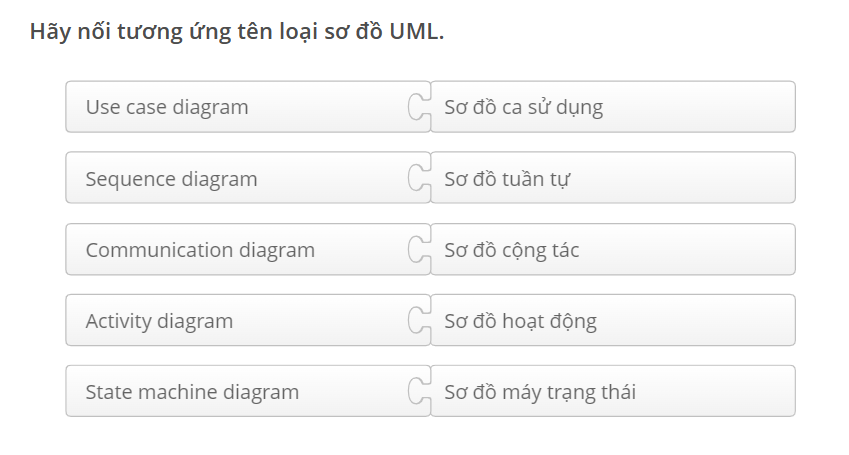 Hãy nối tương ứng tên loại sơ đồ UML.
Use case diagram
Sơ đồ ca sử dụng
Sequence diagram
Sơ đồ tuần tự
Communication diagram
Sơ đồ cộng tác
Activity diagram
Sơ đồ hoạt động
State machine diagram
Sơ đồ máy trạng thái